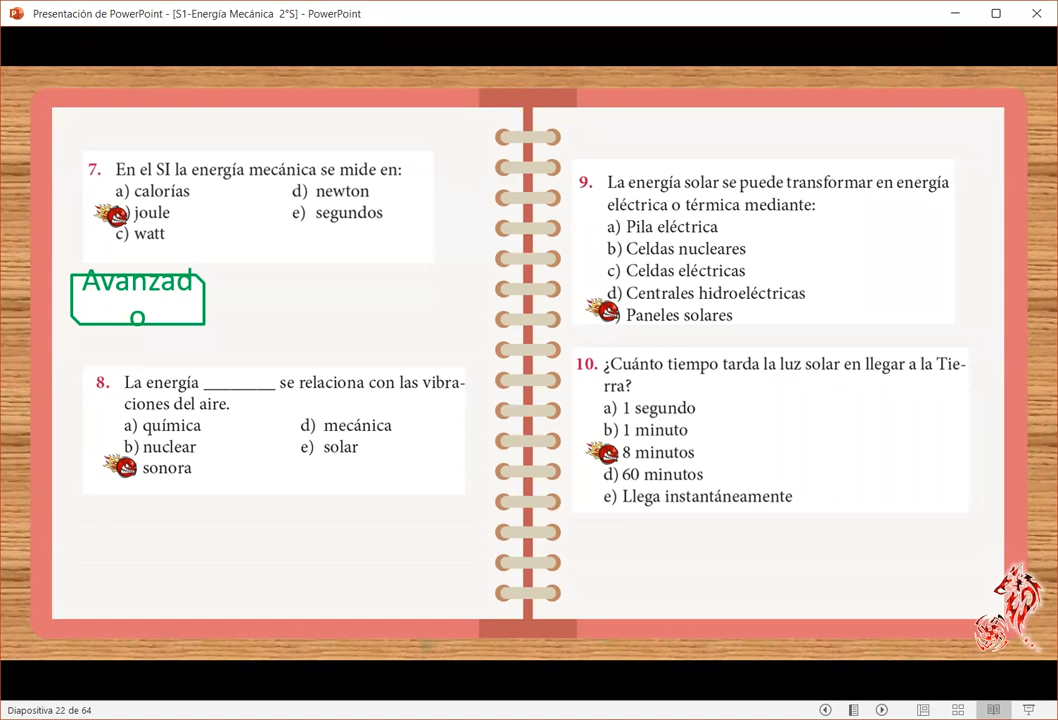 Presentación de PowerPoint - [S1-Energía Mecánica 2°S] - PowerPoint
7. En el SI la energía mecánica se mide en:
a) calorías
d) newton
) joule
e) segundos
c) watt
Avanzad
o
8. La energía ________ se relaciona con las vibra-
ciones del aire.
a) química
d) mecánica
b) nuclear
e) solar
sonora
9. La energía solar se puede transformar en energía
eléctrica o térmica mediante:
a) Pila eléctrica
b) Celdas nucleares
c) Celdas eléctricas
d) Centrales hidroeléctricas
) Paneles solares
10. ¿Cuánto tiempo tarda la luz solar en llegar a la Tie-
rra?
a) 1 segundo
b) 1 minuto
8 minutos
d) 60 minutos
e) Llega instantáneamente
Diapositiva 22 de 64